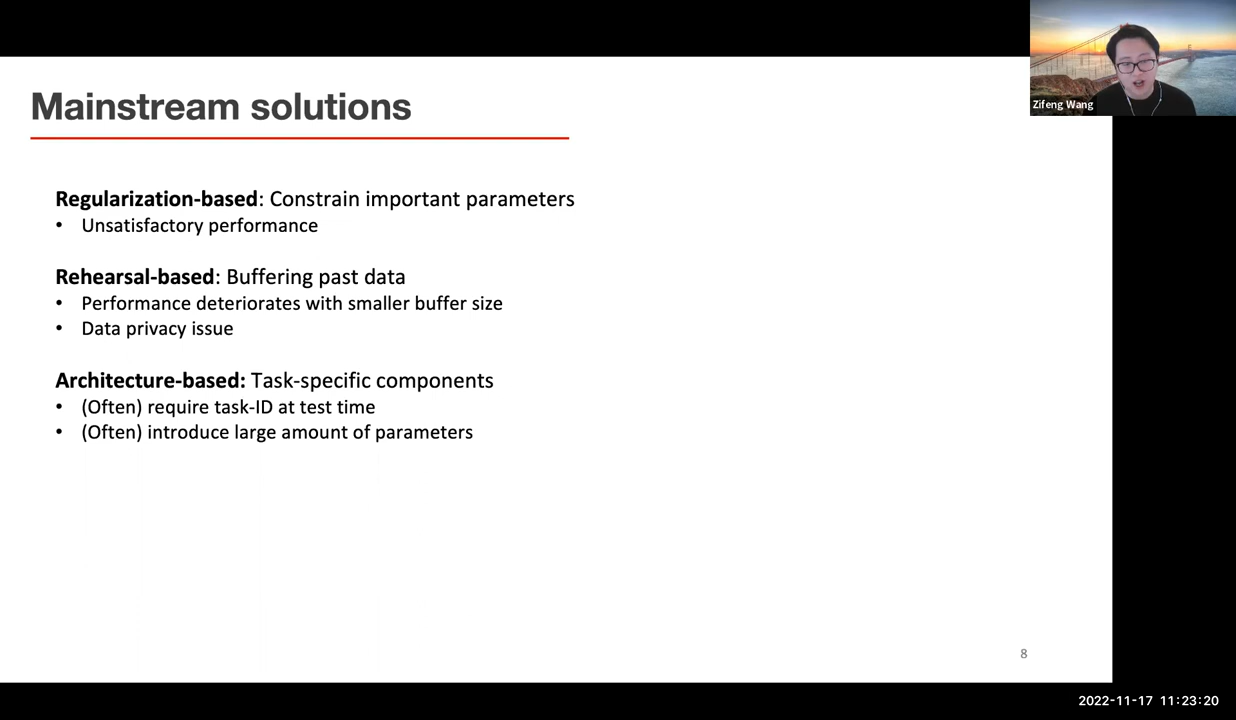 Mainstream solutions
Zifeng Wang
Regularization-based: Constrain important parameters
• Unsatisfactory performance
Rehearsal-based: Buffering past data
• Performance deteriorates with smaller buffer size
• Data privacy issue
Architecture-based: Task-specific components
• (Often) require task-ID at test time
• (Often) introduce large amount of parameters
8
2022-11-17 11:23:20